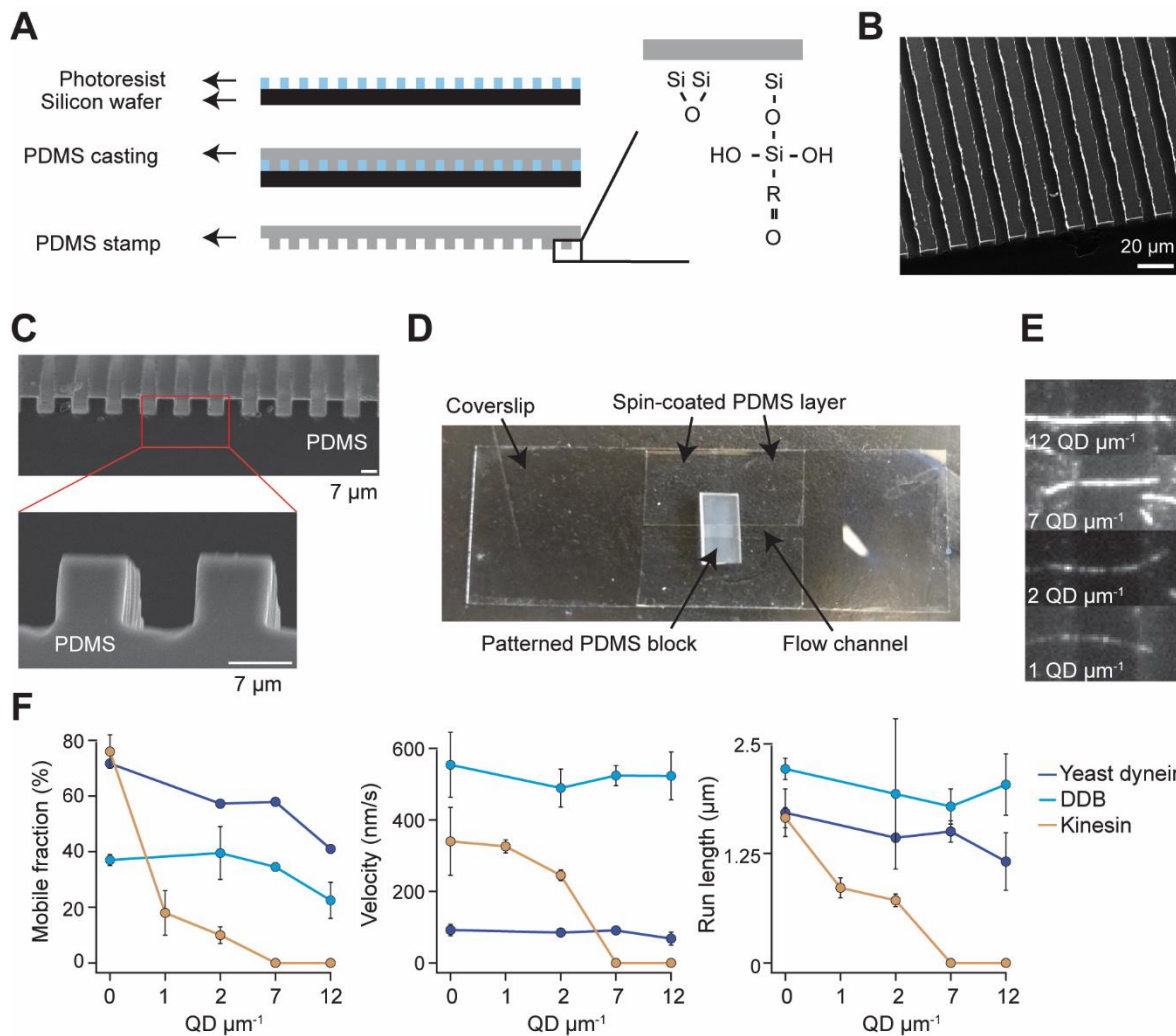 A
Photoresist
Silicon wafer
PDMS casting
PDMS stamp
Si Si
O
Si
O
HO Si OH
R
O
B
20 µm
C
PDMS
7 µm
PDMS
7 µm
D
Coverslip
Spin-coated PDMS layer
Patterned PDMS block
Flow channel
E
12 QD µm⁻¹
7 QD µm⁻¹
2 QD µm⁻¹
1 QD µm⁻¹
F
Mobile fraction (%)
80
60
40
20
0
0 1 2 7 12
QD µm⁻¹
Velocity (nm/s)
600
400
200
0
0 1 2 7 12
QD µm⁻¹
Run length (µm)
2.5
1.25
0
0 1 2 7 12
QD µm⁻¹
Yeast dynein
DDB
Kinesin